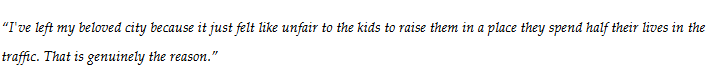 “I've left my beloved city because it just felt like unfair to the kids to raise them in a place they spend half their lives in the
traffic. That is genuinely the reason.”